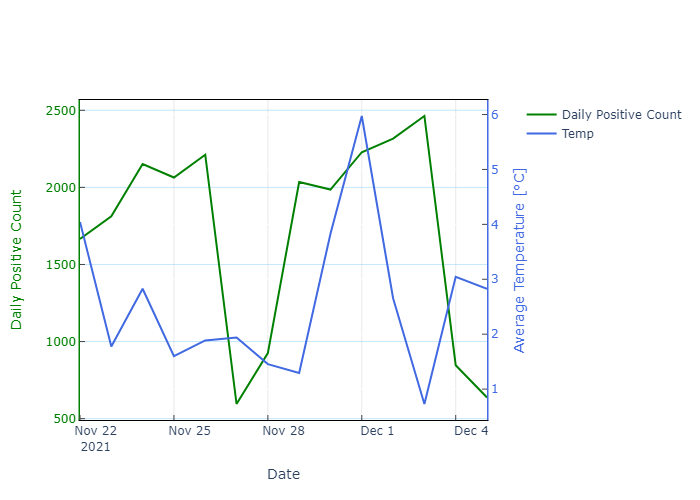 Daily Positive Count
Temp
2500
2000
1500
1000
500
Daily Positive Count
6
5
4
3
2
1
Average Temperature [°C]
Nov 22
2021
Nov 25
Nov 28
Dec 1
Dec 4
Date